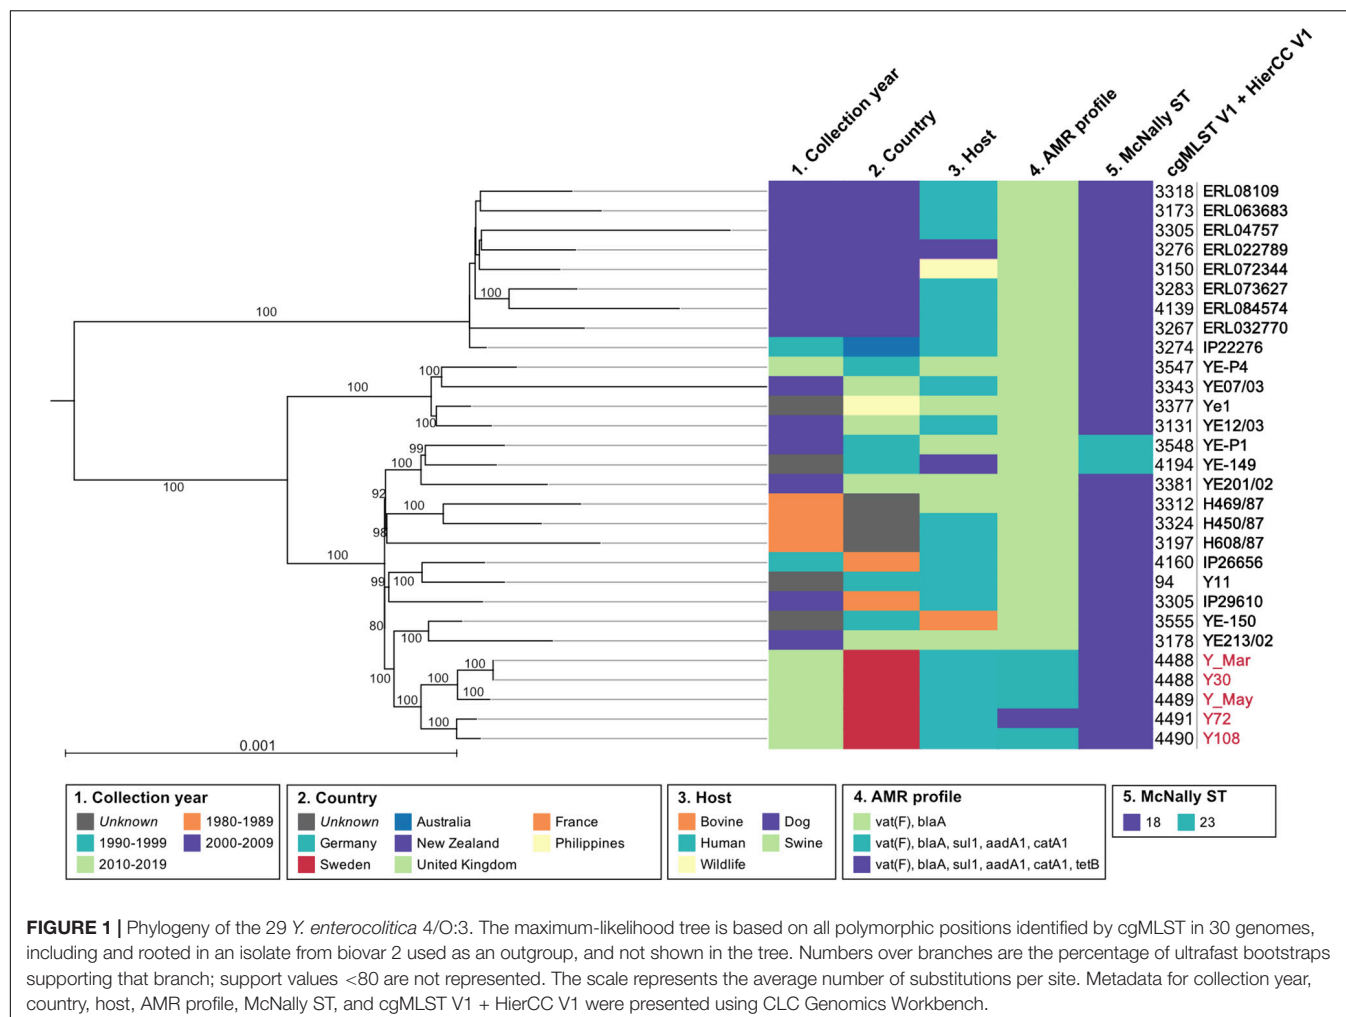 1. Collection year
2. Country
3. Host
4. AMR profile
5. McNally ST
cgMLST V1 + HierCC V1
3318 ERL08109
3173 ERL063683
3305 ERL04757
3276 ERL022789
3150 ERL072344
100 3283 ERL073627
4139 ERL084574
100
3267 ERL032770
3274 IP22276
100 3547 YE-P4
100 3343 YE07/03
3377 Ye1
100 3131 YE12/03
99 3548 YE-P1
100 4194 YE-149
100 3381 YE201/02
92
100 3312 H469/87
3324 H450/87
98 3197 H608/87
100 4160 IP26656
99 100 94 Y11
3305 IP29610
80 3555 YE-150
100 3178 YE213/02
100 4488 Y_Mar
100 100 4488 Y30
100 100 4489 Y_May
100 4491 Y72
4490 Y108
0.001
1. Collection year
Unknown 1980-1989
1990-1999 2000-2009
2010-2019
2. Country
Unknown Australia France
Germany New Zealand Philippines
Sweden United Kingdom
3. Host
Bovine Dog
Human Swine
Wildlife
4. AMR profile
vat(F), blaA
vat(F), blaA, sul1, aadA1, catA1
vat(F), blaA, sul1, aadA1, catA1, tetB
5. McNally ST
18 23
FIGURE 1 | Phylogeny of the 29 Y. enterocolitica 4/O:3. The maximum-likelihood tree is based on all polymorphic positions identified by cgMLST in 30 genomes,
including and rooted in an isolate from biovar 2 used as an outgroup, and not shown in the tree. Numbers over branches are the percentage of ultrafast bootstraps
supporting that branch; support values <80 are not represented. The scale represents the average number of substitutions per site. Metadata for collection year,
country, host, AMR profile, McNally ST, and cgMLST V1 + HierCC V1 were presented using CLC Genomics Workbench.